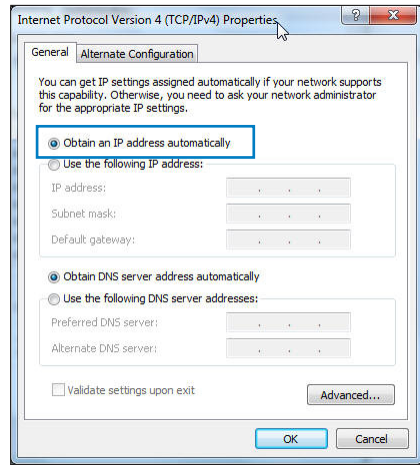 Internet Protocol Version 4 (TCP/IPv4) Properties
General
Alternate Configuration
You can get IP settings assigned automatically if your network supports
this capability. Otherwise, you need to ask your network administrator
for the appropriate IP settings.
Obtain an IP address automatically
Use the following IP address:
IP address:
Subnet mask:
Default gateway:
Obtain DNS server address automatically
Use the following DNS server addresses:
Preferred DNS server:
Alternate DNS server:
Validate settings upon exit
Advanced...
OK
Cancel